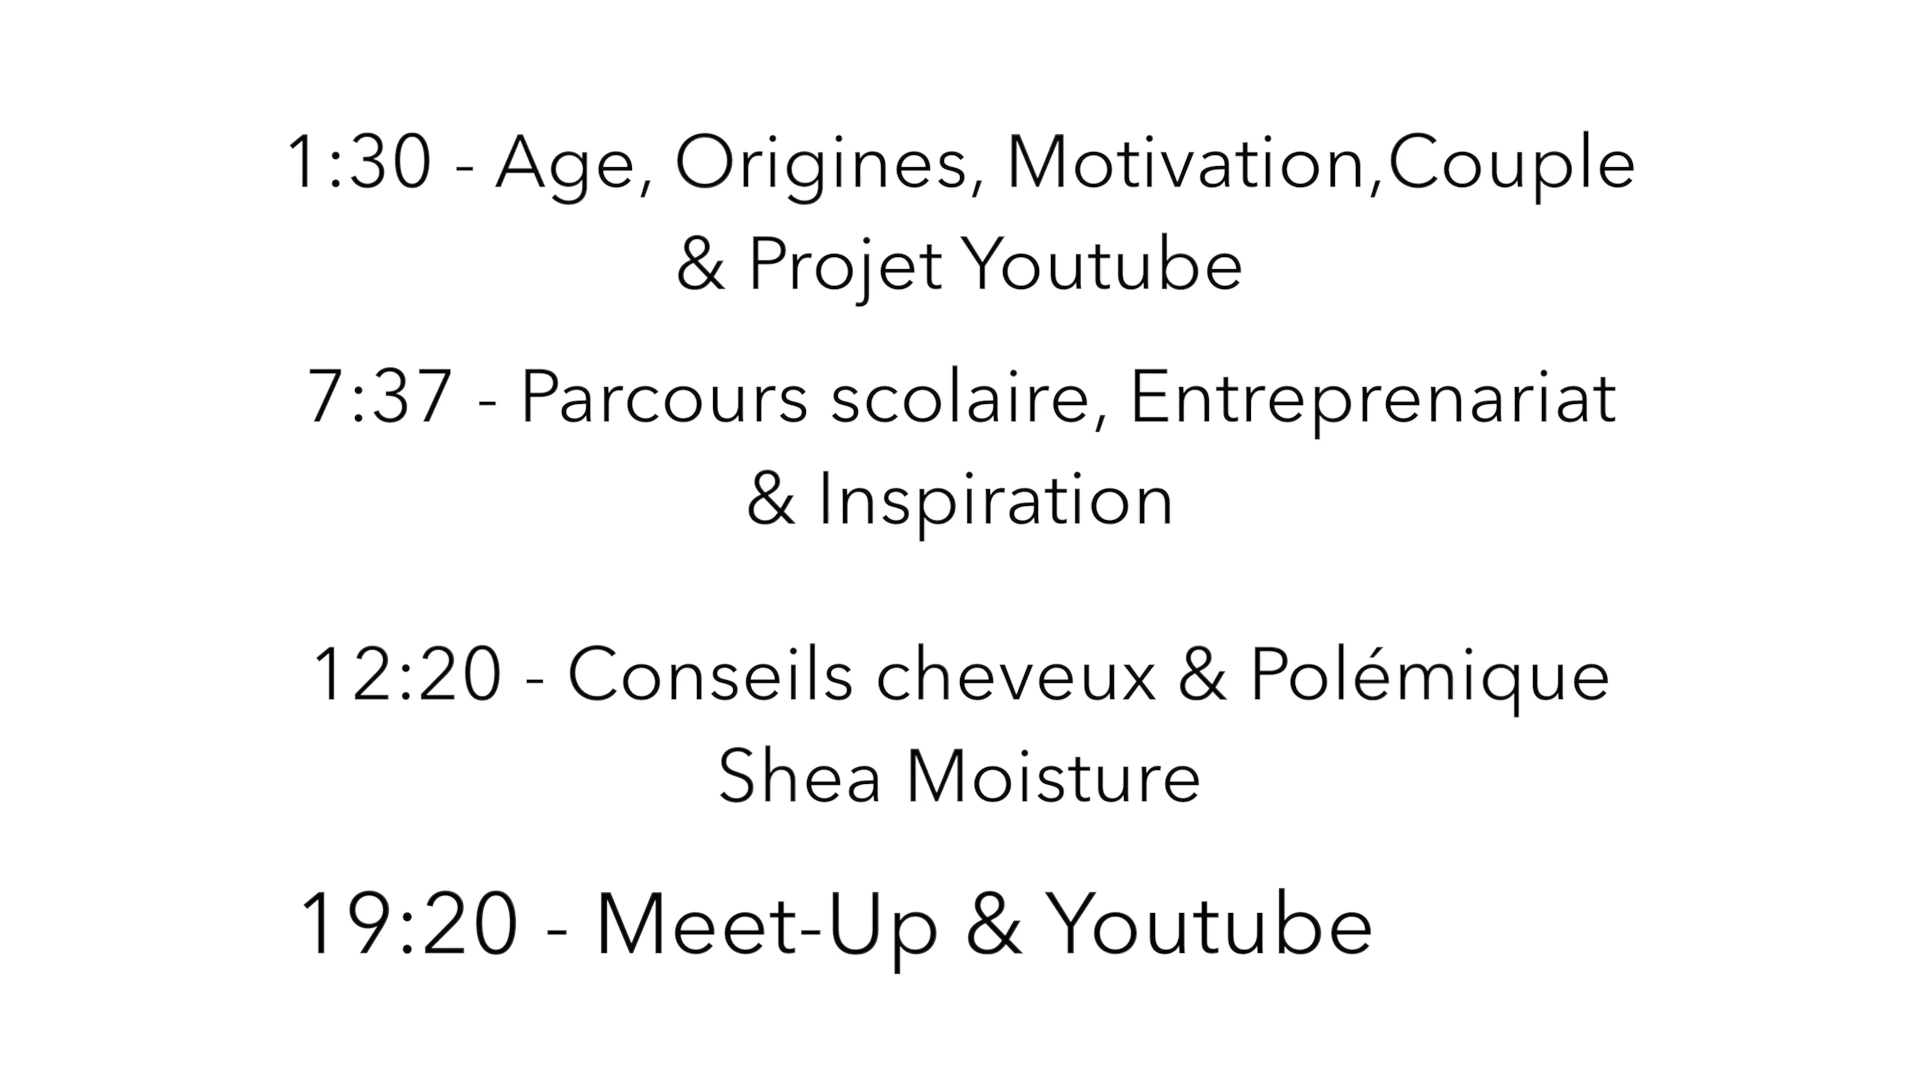 1:30 - Age, Origines, Motivation,Couple
& Projet Youtube
7:37 - Parcours scolaire, Entreprenariat
& Inspiration
12:20 - Conseils cheveux & Polémique
Shea Moisture
19:20 - Meet-Up & Youtube